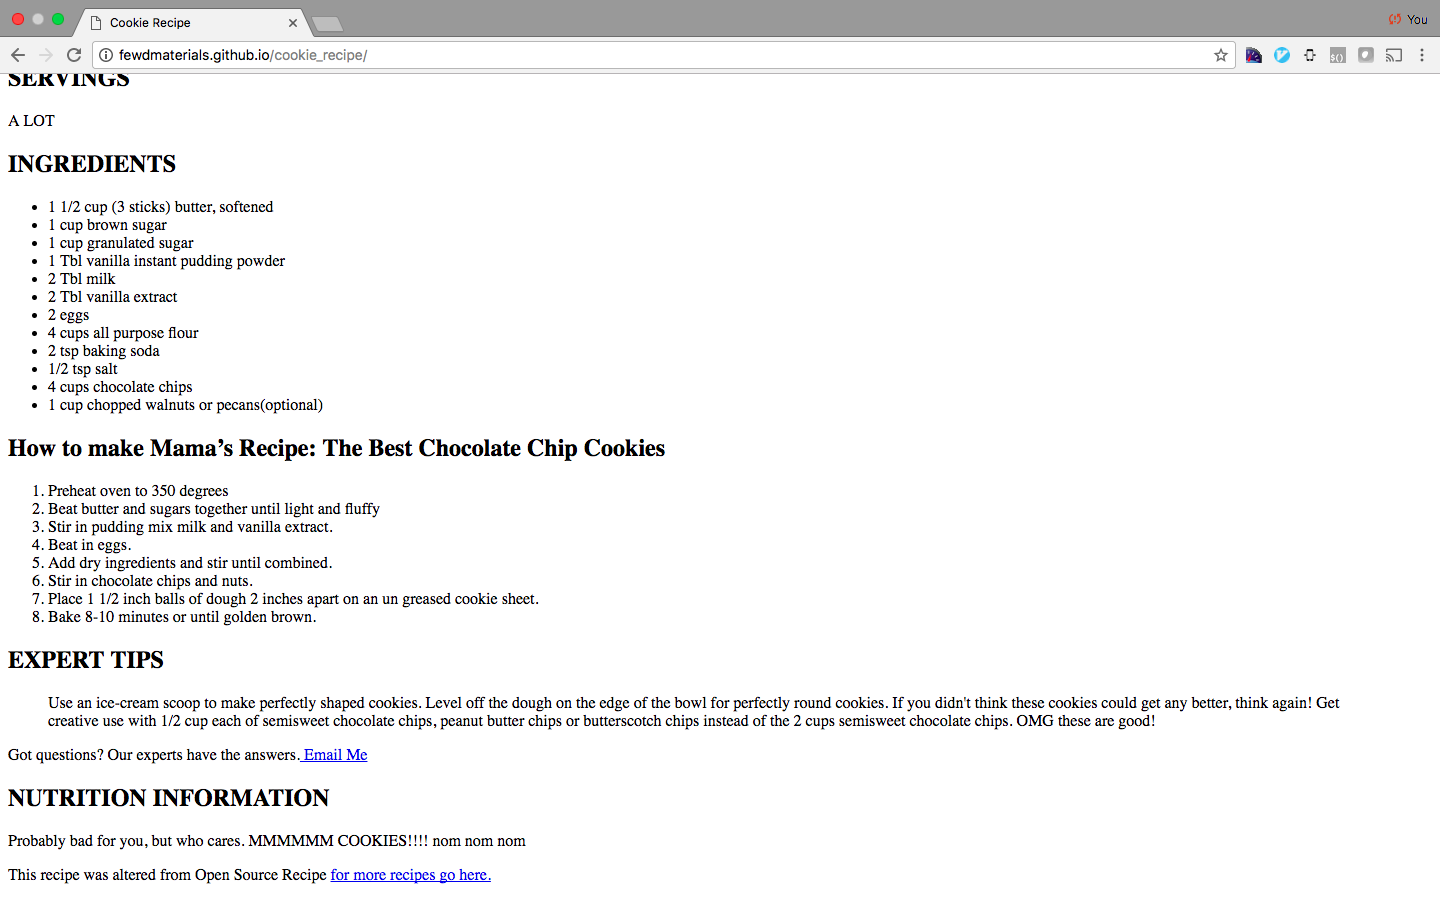 Cookie Recipe
You
fewdmaterials.github.io/cookie_recipe/
SERVINGS
A LOT
INGREDIENTS
1 1/2 cup (3 sticks) butter, softened
1 cup brown sugar
1 cup granulated sugar
1 Tbl vanilla instant pudding powder
2 Tbl milk
2 Tbl vanilla extract
2 eggs
4 cups all purpose flour
2 tsp baking soda
1/2 tsp salt
4 cups chocolate chips
1 cup chopped walnuts or pecans(optional)
How to make Mama’s Recipe: The Best Chocolate Chip Cookies
1. Preheat oven to 350 degrees
2. Beat butter and sugars together until light and fluffy
3. Stir in pudding mix milk and vanilla extract.
4. Beat in eggs.
5. Add dry ingredients and stir until combined.
6. Stir in chocolate chips and nuts.
7. Place 1 1/2 inch balls of dough 2 inches apart on an un greased cookie sheet.
8. Bake 8-10 minutes or until golden brown.
EXPERT TIPS
Use an ice-cream scoop to make perfectly shaped cookies. Level off the dough on the edge of the bowl for perfectly round cookies. If you didn't think these cookies could get any better, think again! Get
creative use with 1/2 cup each of semisweet chocolate chips, peanut butter chips or butterscotch chips instead of the 2 cups semisweet chocolate chips. OMG these are good!
Got questions? Our experts have the answers. Email Me
NUTRITION INFORMATION
Probably bad for you, but who cares. MMMMMM COOKIES!!!! nom nom nom
This recipe was altered from Open Source Recipe for more recipes go here.